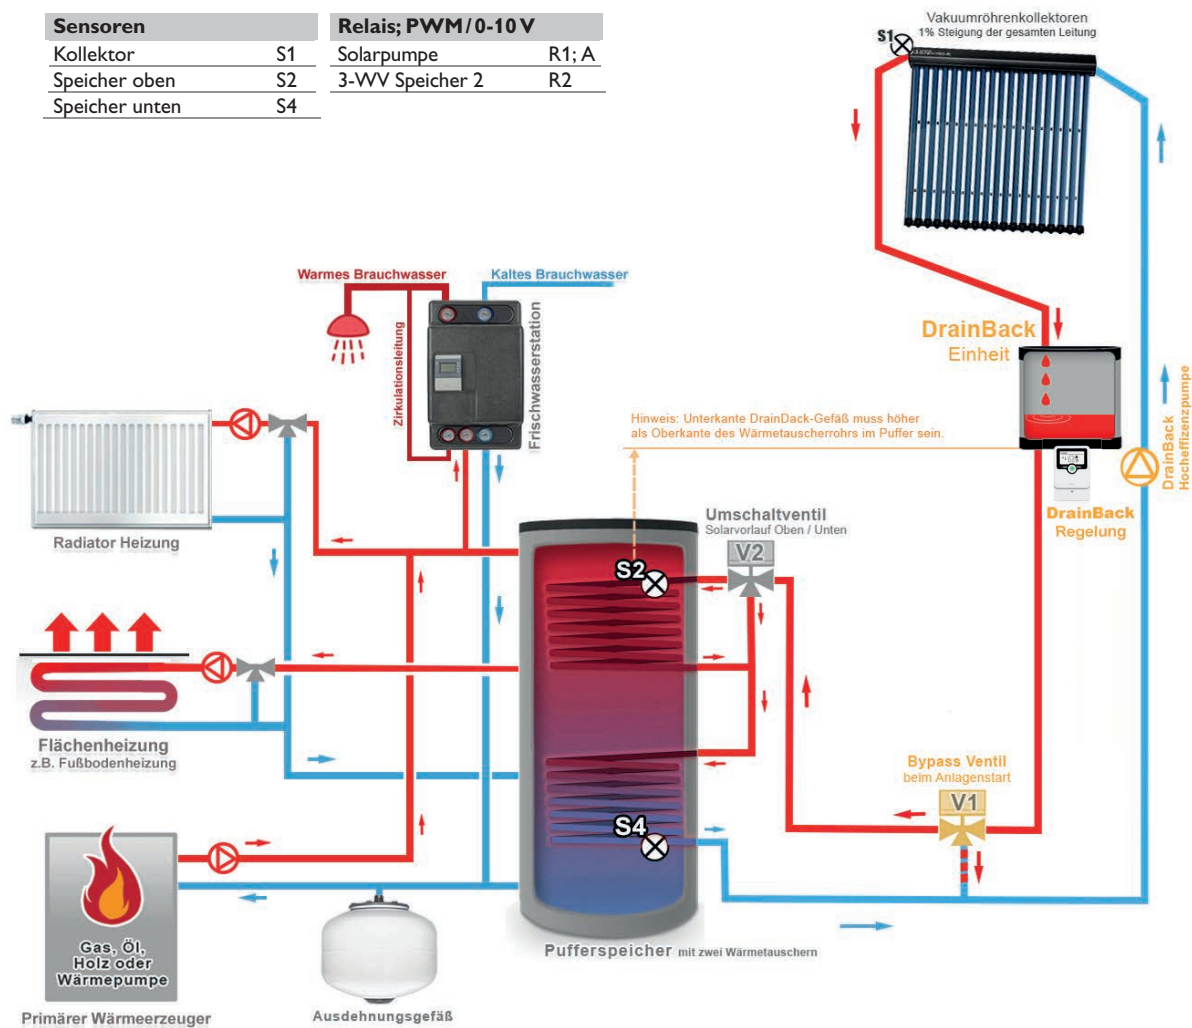 Sensoren
Kollektor S1
Speicher oben S2
Speicher unten S4
Relais; PWM/0-10 V
Solarpumpe R1; A
3-WV Speicher 2 R2
Vakuumröhrenkollektoren
1% Steigung der gesamten Leitung
S1
Warmes Brauchwasser
Kaltes Brauchwasser
Zirkulationsleitung
Frischwasserstation
DrainBack
Einheit
DrainBack
Hocheffizenzpumpe
Hinweis: Unterkante DrainDack-Gefäß muss höher
als Oberkante des Wärmetauscherrohrs im Puffer sein.
DrainBack
Regelung
Radiator Heizung
Umschaltventil
Solarvorlauf Oben / Unten
V2
S2
Flächenheizung
z.B. Fußbodenheizung
Bypass Ventil
beim Anlagenstart
V1
S4
Gas, Öl,
Holz oder
Wärmepumpe
Primärer Wärmeerzeuger
Ausdehnungsgefäß
Pufferspeicher mit zwei Wärmetauschern